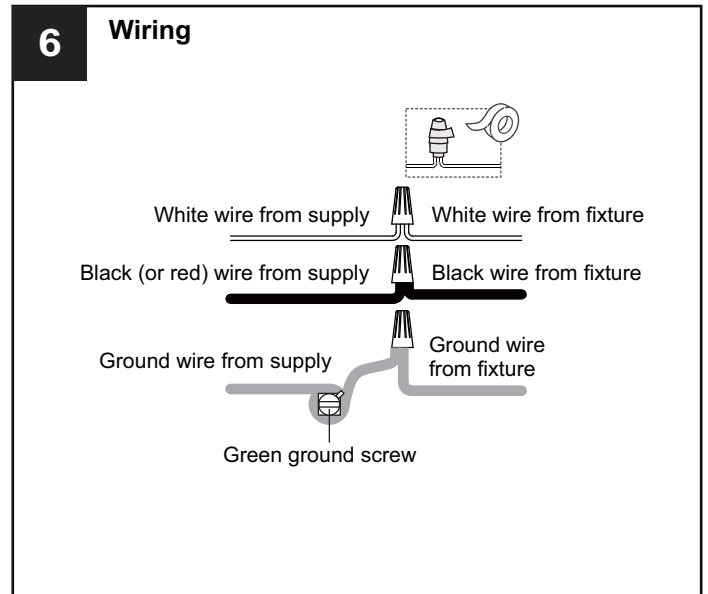 6
Wiring
White wire from supply
White wire from fixture
Black (or red) wire from supply
Black wire from fixture
Ground wire from supply
Ground wire
from fixture
Green ground screw